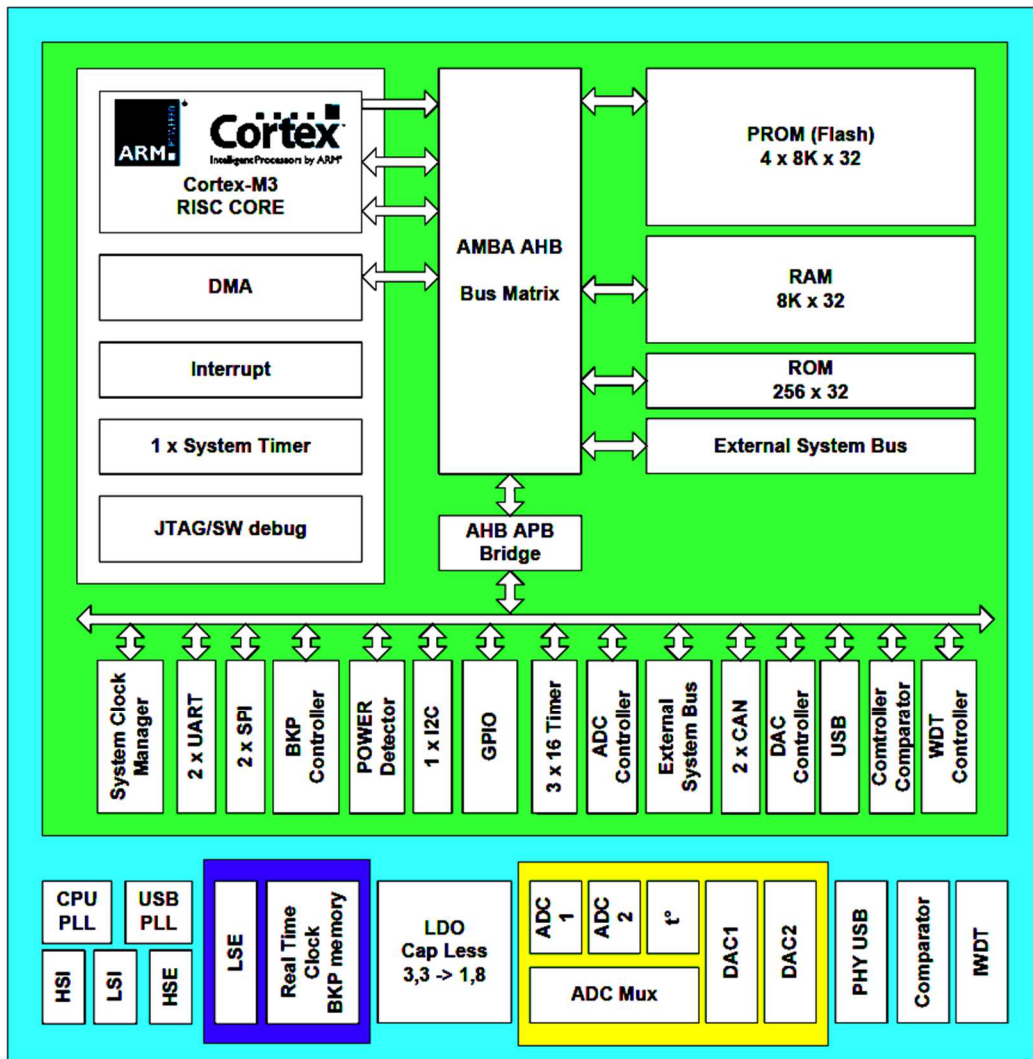 ARM
POWERED
Cortex™
Intelligent Processors by ARM®
Cortex-M3
RISC CORE
DMA
Interrupt
1 x System Timer
JTAG/SW debug
AMBA AHB
Bus Matrix
AHB APB
Bridge
PROM (Flash)
4 x 8K x 32
RAM
8K x 32
ROM
256 x 32
External System Bus
System Clock
Manager
2 x UART
2 x SPI
BKP
Controller
POWER
Detector
1 x I2C
GPIO
3 x 16 Timer
ADC
Controller
External
System Bus
2 x CAN
DAC
Controller
USB
Comtroller
Comparator
WDT
Controller
CPU
PLL
USB
PLL
HSI
LSI
HSE
LSE
Real Time
Clock
BKP memory
LDO
Cap Less
3,3 -> 1,8
ADC
1
ADC
2
t°
ADC Mux
DAC1
DAC2
PHY USB
Comparator
IWDT